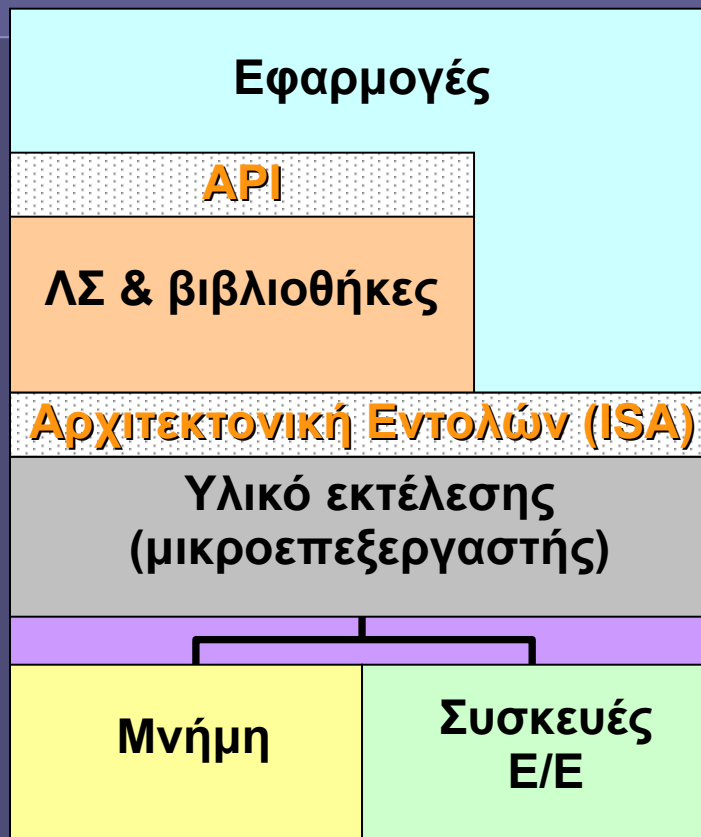 Εφαρμογές
API
ΛΣ & βιβλιοθήκες
Αρχιτεκτονική Εντολών (ISA)
Υλικό εκτέλεσης
(μικροεπεξεργαστής)
Μνήμη
Συσκευές
Ε/Ε